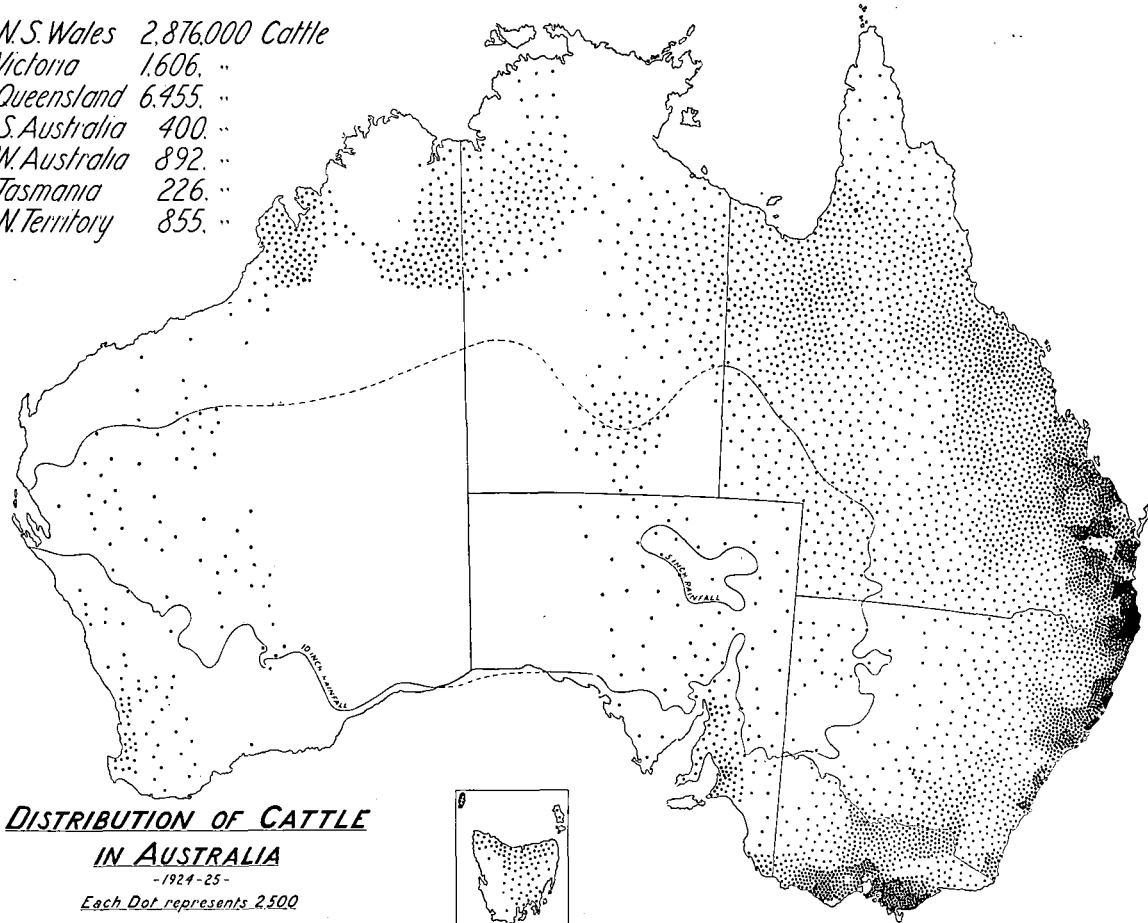 N.S. Wales 2,876,000 Cattle
Victoria 1,606, "
Queensland 6,455, "
S. Australia 400, "
W. Australia 892, "
Tasmania 226, "
N. Territory 855, "
5 INCH RAINFALL
10 INCH RAINFALL
DISTRIBUTION OF CATTLE
IN AUSTRALIA
-1924-25-
Each Dot represents 2,500